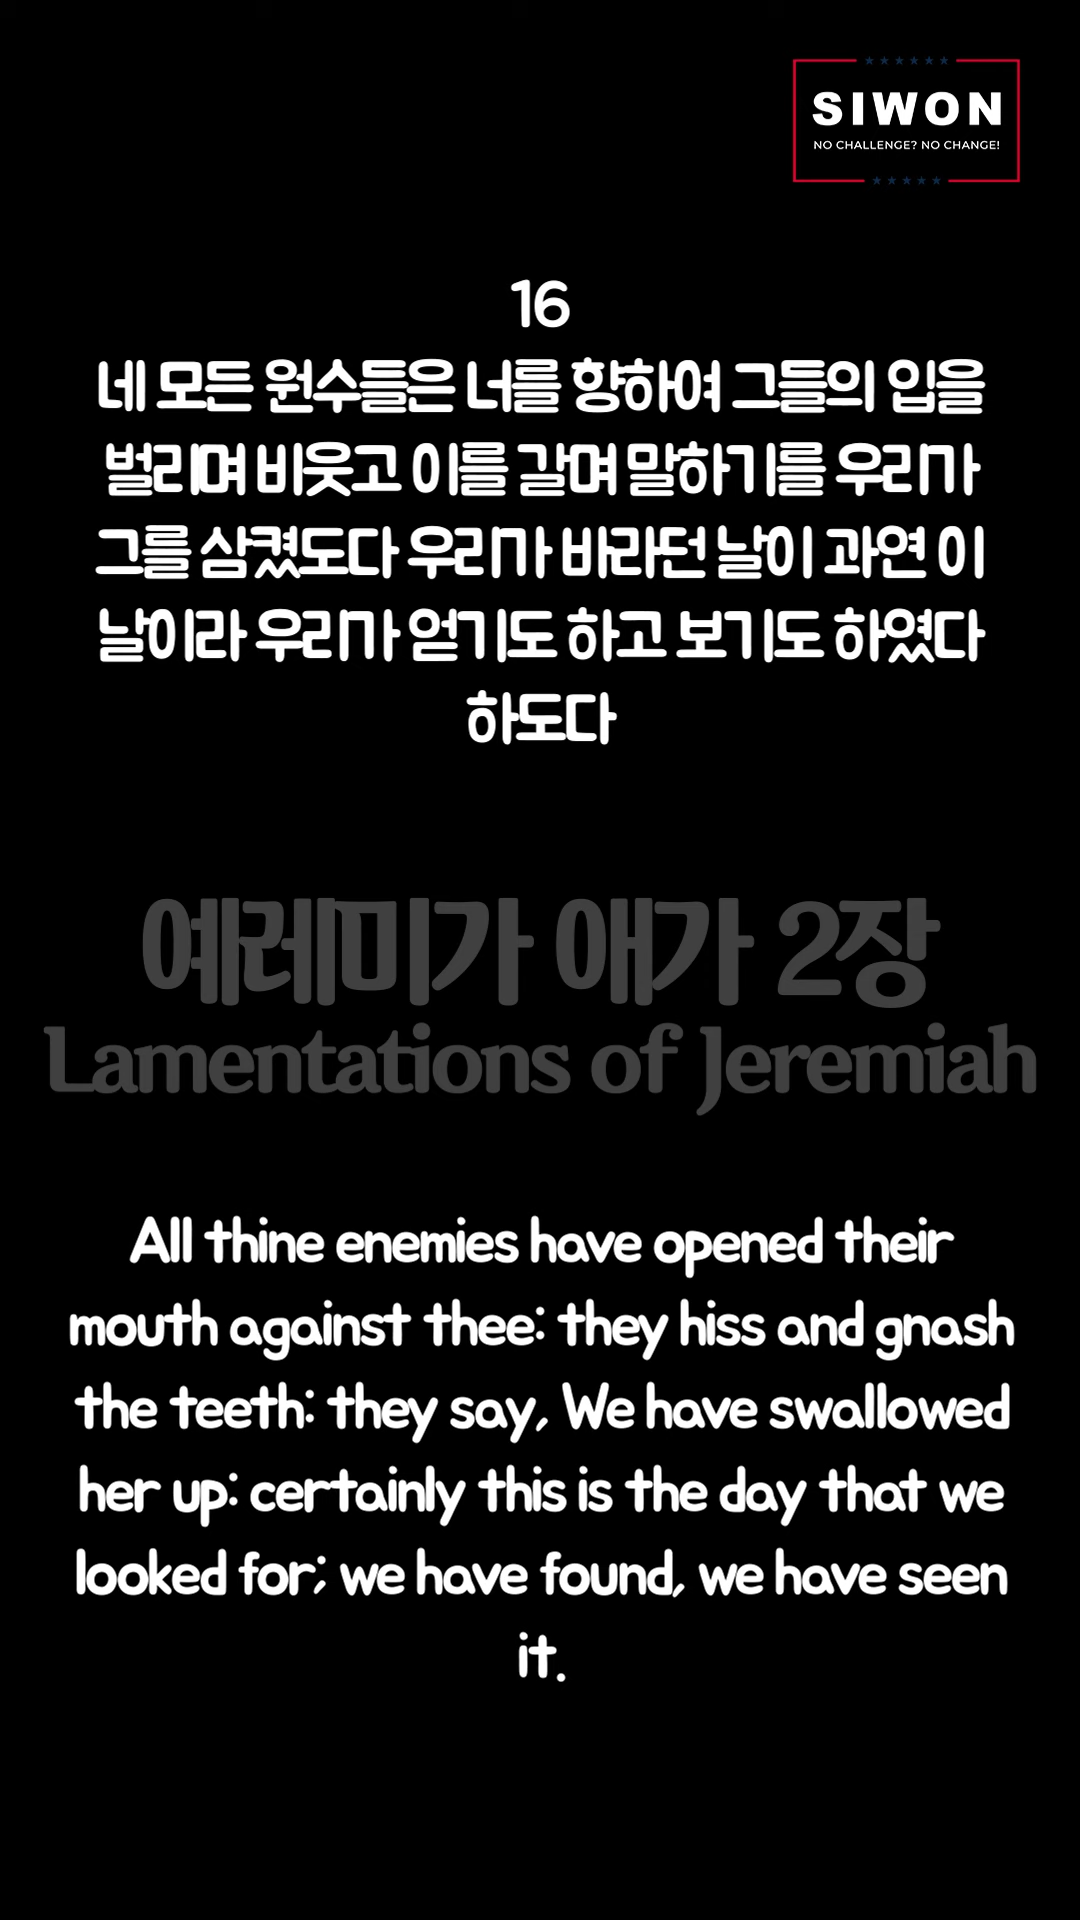 SIWON
NO CHALLENGE? NO CHANGE!
16
네 모든 원수들은 너를 향하여 그들의 입을
벌리며 비웃고 이를 갈며 말하기를 우리가
그를 삼켰도다 우리가 바라던 날이 과연 이
날이라 우리가 얻기도 하고 보기도 하였다
하도다
예레미가 애가 2장
Lamentations of Jeremiah
All thine enemies have opened their
mouth against thee: they hiss and gnash
the teeth: they say, We have swallowed
her up: certainly this is the day that we
looked for; we have found, we have seen
it.